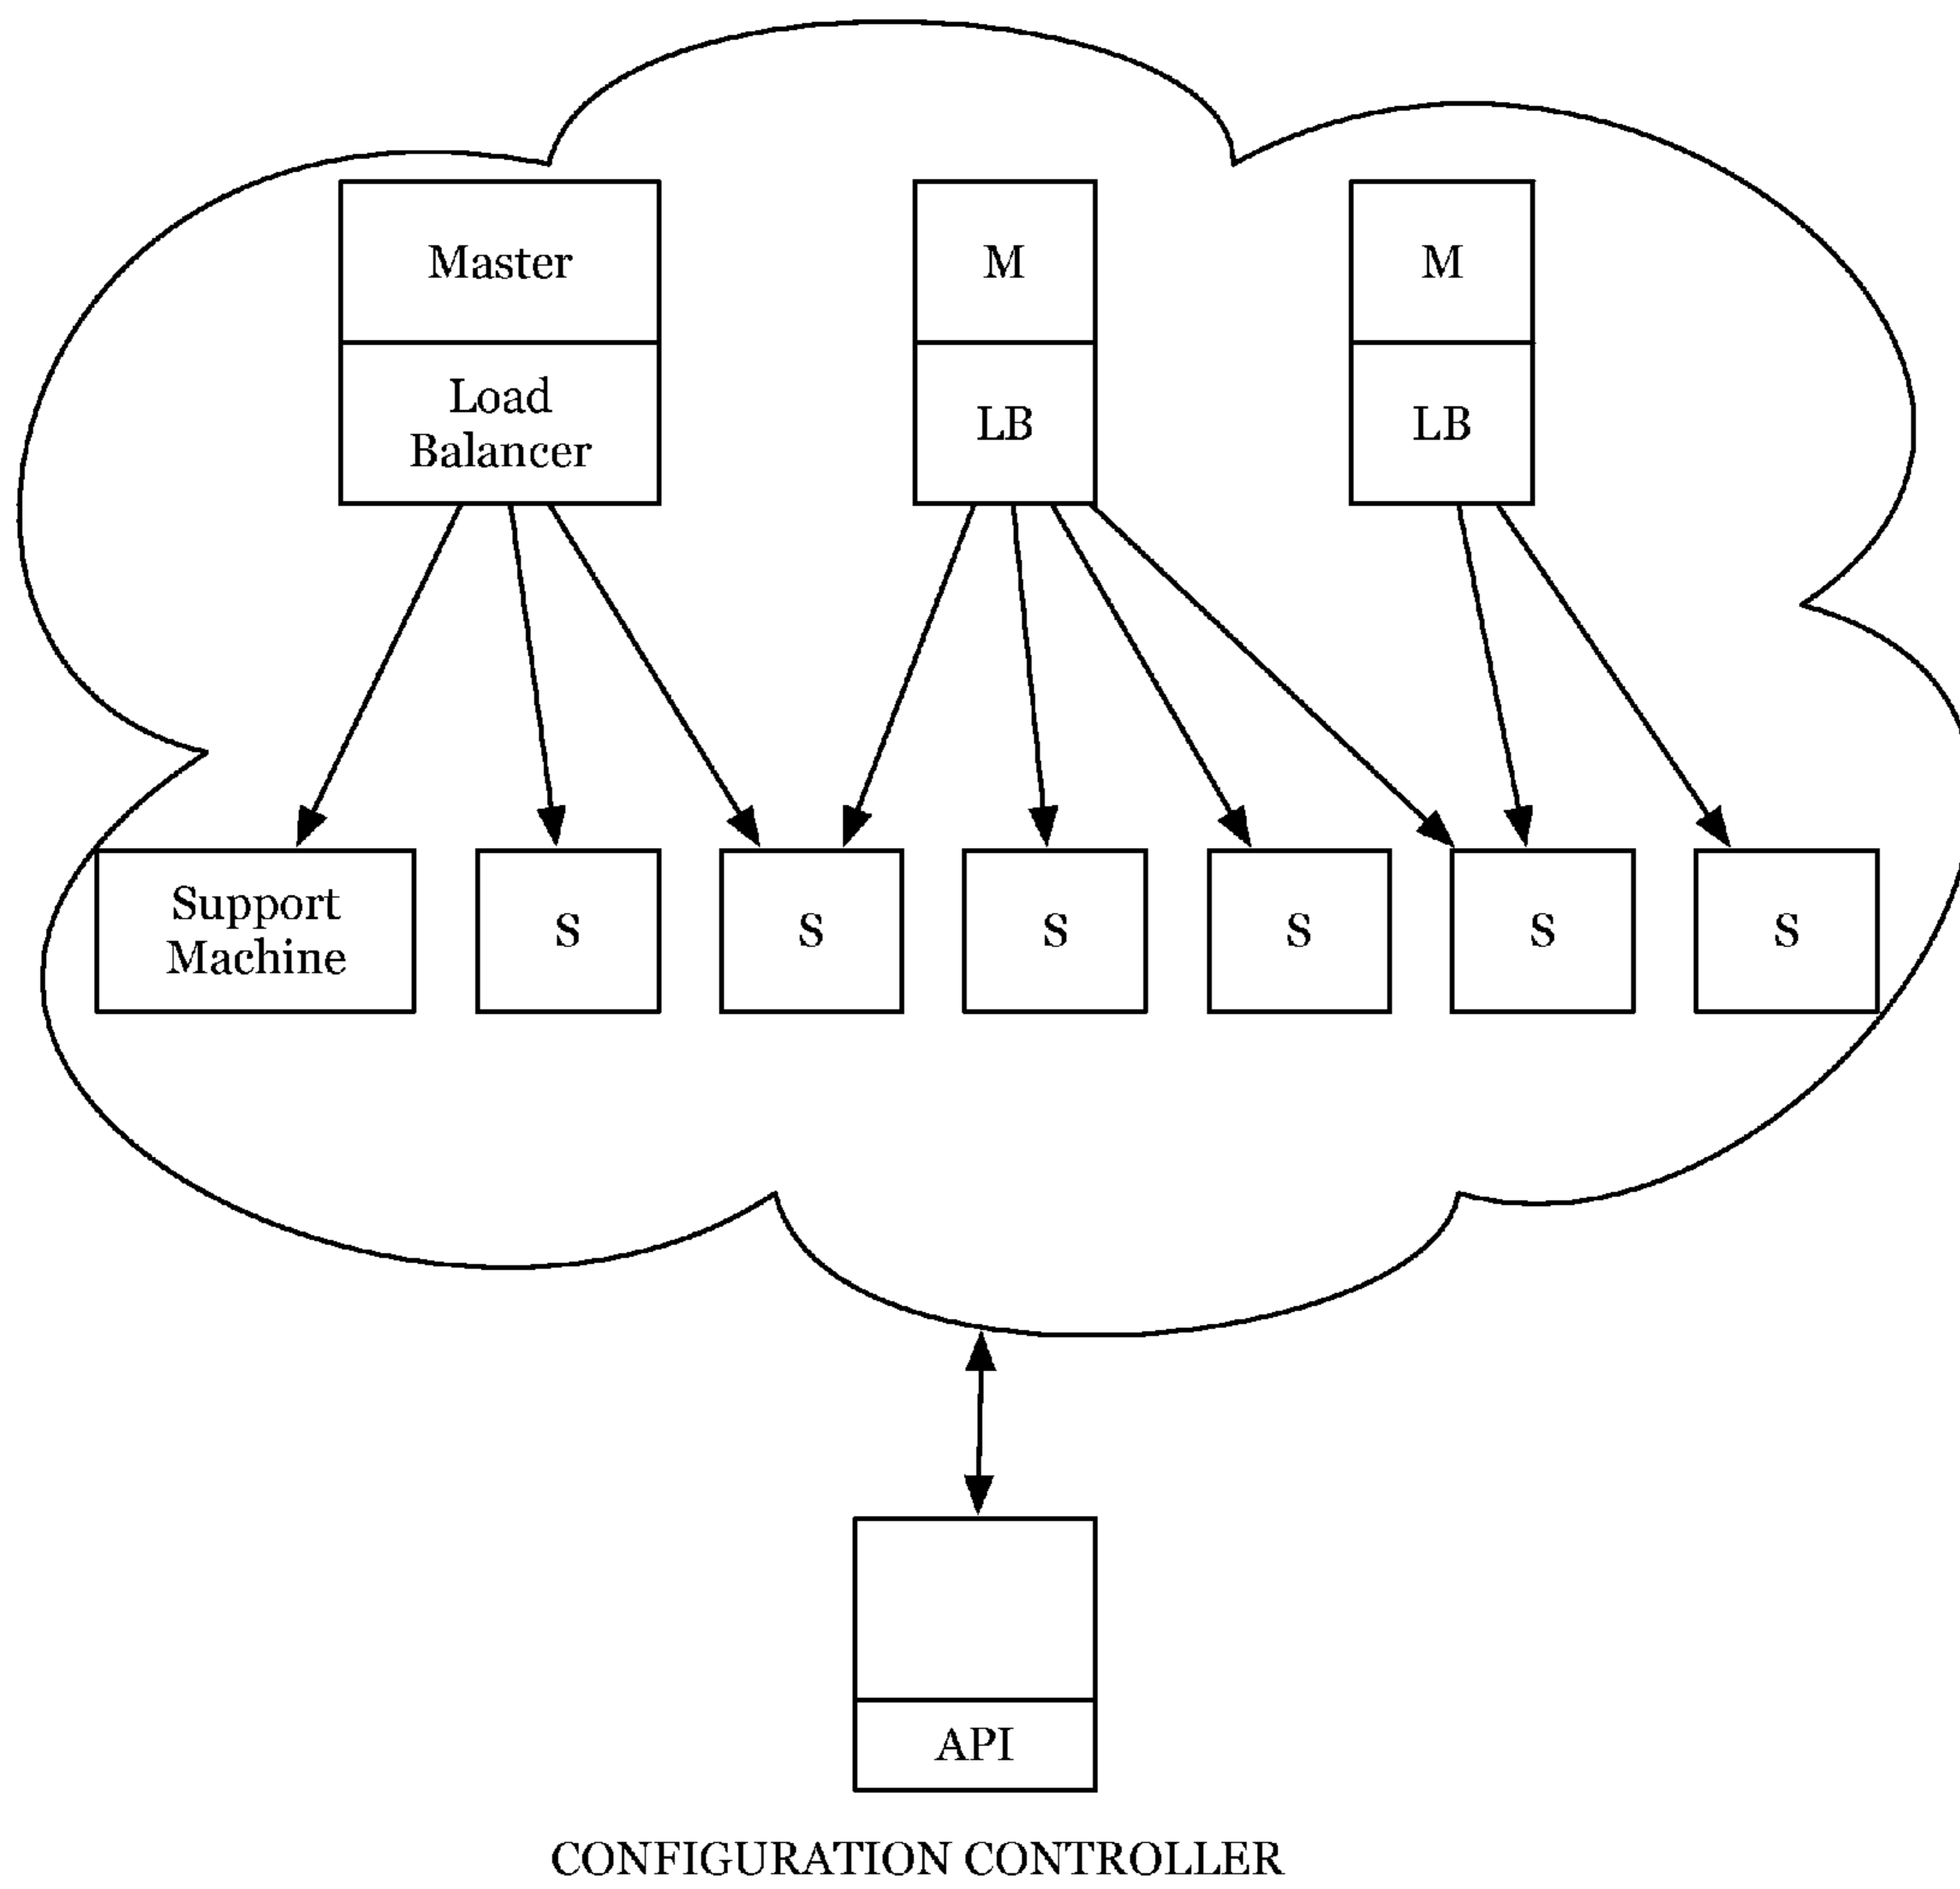 Master
M
M
Load
Balancer
LB
LB
Support
Machine
S
S
S
S
S
S
API
CONFIGURATION CONTROLLER